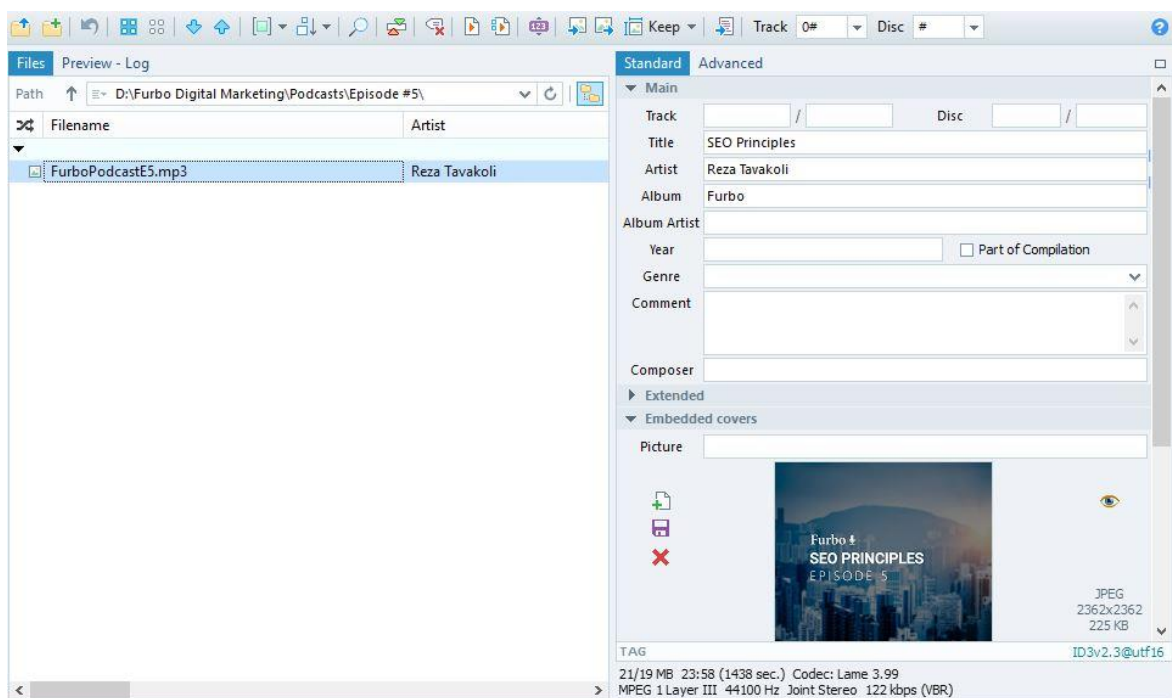 Keep Track 0# Disc #
Files Preview - Log
Path D:\Furbo Digital Marketing\Podcasts\Episode #5\
Filename Artist
FurboPodcastE5.mp3 Reza Tavakoli
Standard Advanced
Main
Track / Disc /
Title SEO Principles
Artist Reza Tavakoli
Album Furbo
Album Artist
Year Part of Compilation
Genre
Comment
Composer
Extended
Embedded covers
Picture
Furbo
SEO PRINCIPLES
EPISODE 5
JPEG
2362x2362
225 KB
TAG ID3v2.3@utf16
21/19 MB 23:58 (1438 sec.) Codec: Lame 3.99
MPEG 1 Layer III 44100 Hz Joint Stereo 122 kbps (VBR)